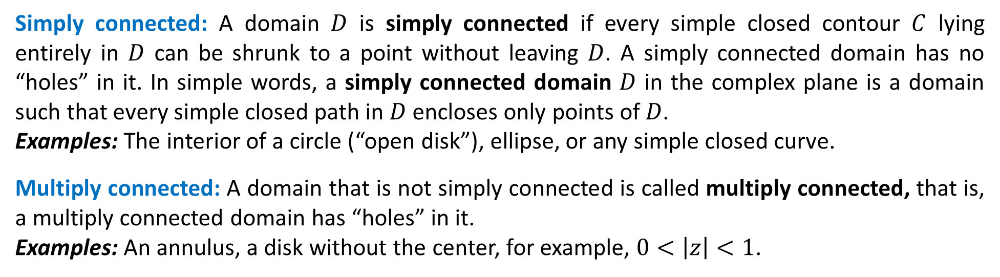 Simply connected: A domain 𝐷 is simply connected if every simple closed contour 𝐶 lying
entirely in 𝐷 can be shrunk to a point without leaving 𝐷. A simply connected domain has no
“holes” in it. In simple words, a simply connected domain 𝐷 in the complex plane is a domain
such that every simple closed path in 𝐷 encloses only points of 𝐷.
Examples: The interior of a circle (“open disk”), ellipse, or any simple closed curve.
Multiply connected: A domain that is not simply connected is called multiply connected, that is,
a multiply connected domain has “holes” in it.
Examples: An annulus, a disk without the center, for example, 0 < |𝑧| < 1.